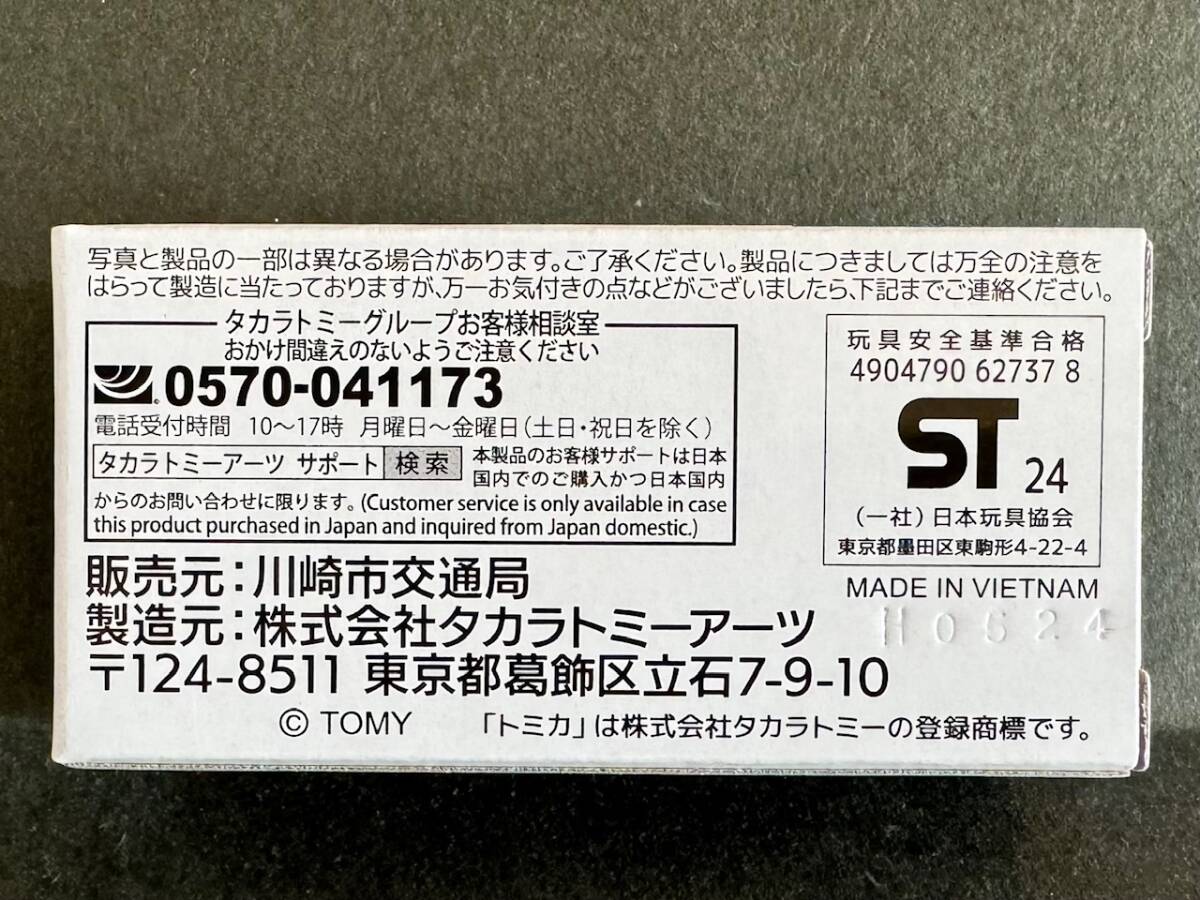 写真と製品の一部は異なる場合があります。ご了承ください。製品につきましては万全の注意を
はらって製造に当たっておりますが、万一お気付きの点などがございましたら、下記までご連絡ください。
タカラトミーグループお客様相談室
おかけ間違えのないようご注意ください
0570-041173
電話受付時間 10～17時 月曜日～金曜日(土日・祝日を除く)
タカラトミーアーツ サポート 検索
本製品のお客様サポートは日本
国内でのご購入かつ日本国内
からのお問い合わせに限ります。(Customer service is only available in case
this product purchased in Japan and inquired from Japan domestic.)
玩具安全基準合格
4904790 62737 8
ST 24
(一社)日本玩具協会
東京都墨田区東駒形4-22-4
MADE IN VIETNAM
H0624
販売元:川崎市交通局
製造元:株式会社タカラトミーアーツ
〒124-8511 東京都葛飾区立石7-9-10
© TOMY 「トミカ」は株式会社タカラトミーの登録商標です。